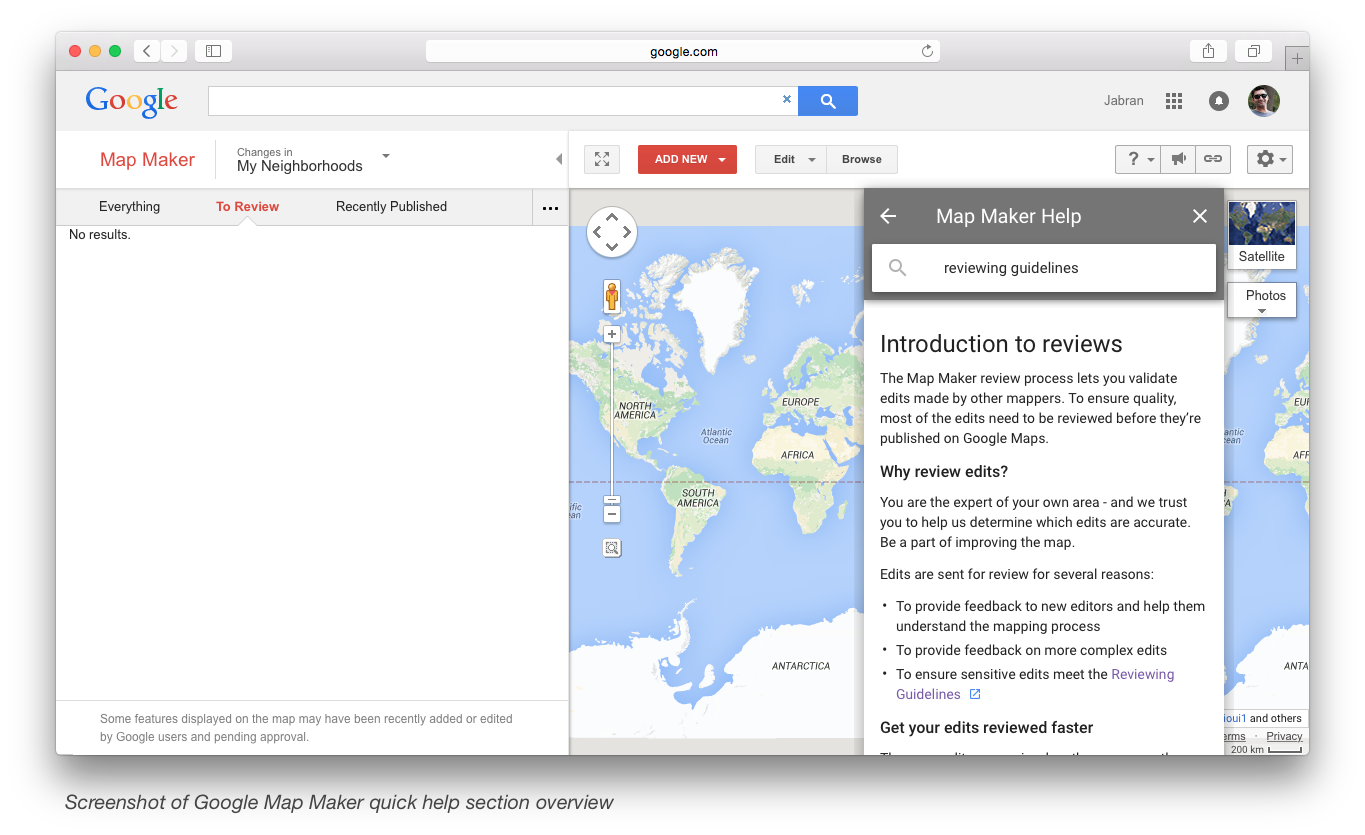 google.com
Google
Jabran
Map Maker
Changes in
My Neighborhoods
ADD NEW
Edit
Browse
?
Everything
To Review
Recently Published
...
No results.
Some features displayed on the map may have been recently added or edited
by Google users and pending approval.
NORTH
AMERICA
Atlantic
Ocean
EUROPE
AFRICA
SOUTH
AMERICA
ific
ean
ANTARCTICA
Map Maker Help
reviewing guidelines
Introduction to reviews
The Map Maker review process lets you validate
edits made by other mappers. To ensure quality,
most of the edits need to be reviewed before they're
published on Google Maps.
Why review edits?
You are the expert of your own area - and we trust
you to help us determine which edits are accurate.
Be a part of improving the map.
Edits are sent for review for several reasons:
• To provide feedback to new editors and help them
understand the mapping process
• To provide feedback on more complex edits
• To ensure sensitive edits meet the Reviewing
Guidelines
Get your edits reviewed faster
Satellite
Photos
antic
ean
EUF
AFF
ANTA
ioui1 and others
erms · Privacy
200 km
Screenshot of Google Map Maker quick help section overview